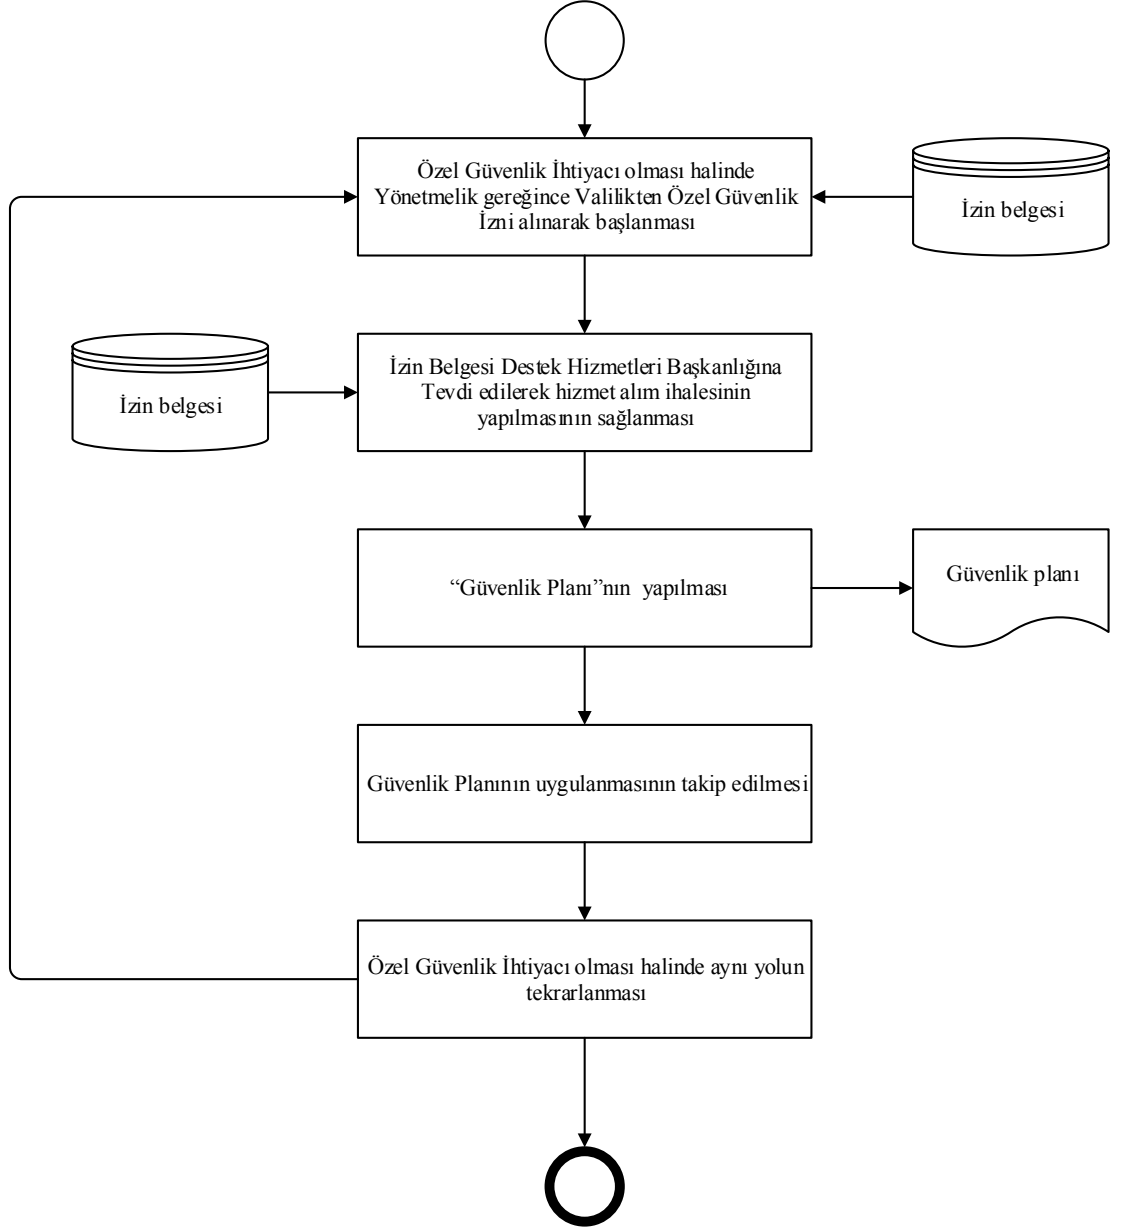 Özel Güvenlik İhtiyacı olması halinde
Yönetmelik gereğince Valilikten Özel Güvenlik
İzni alınarak başlanması
İzin belgesi
İzin Belgesi Destek Hizmetleri Başkanlığına
Tevdi edilerek hizmet alım ihalesinin
yapılmasının sağlanması
İzin belgesi
“Güvenlik Planı”nın yapılması
Güvenlik planı
Güvenlik Planının uygulanmasının takip edilmesi
Özel Güvenlik İhtiyacı olması halinde aynı yolun
tekrarlanması